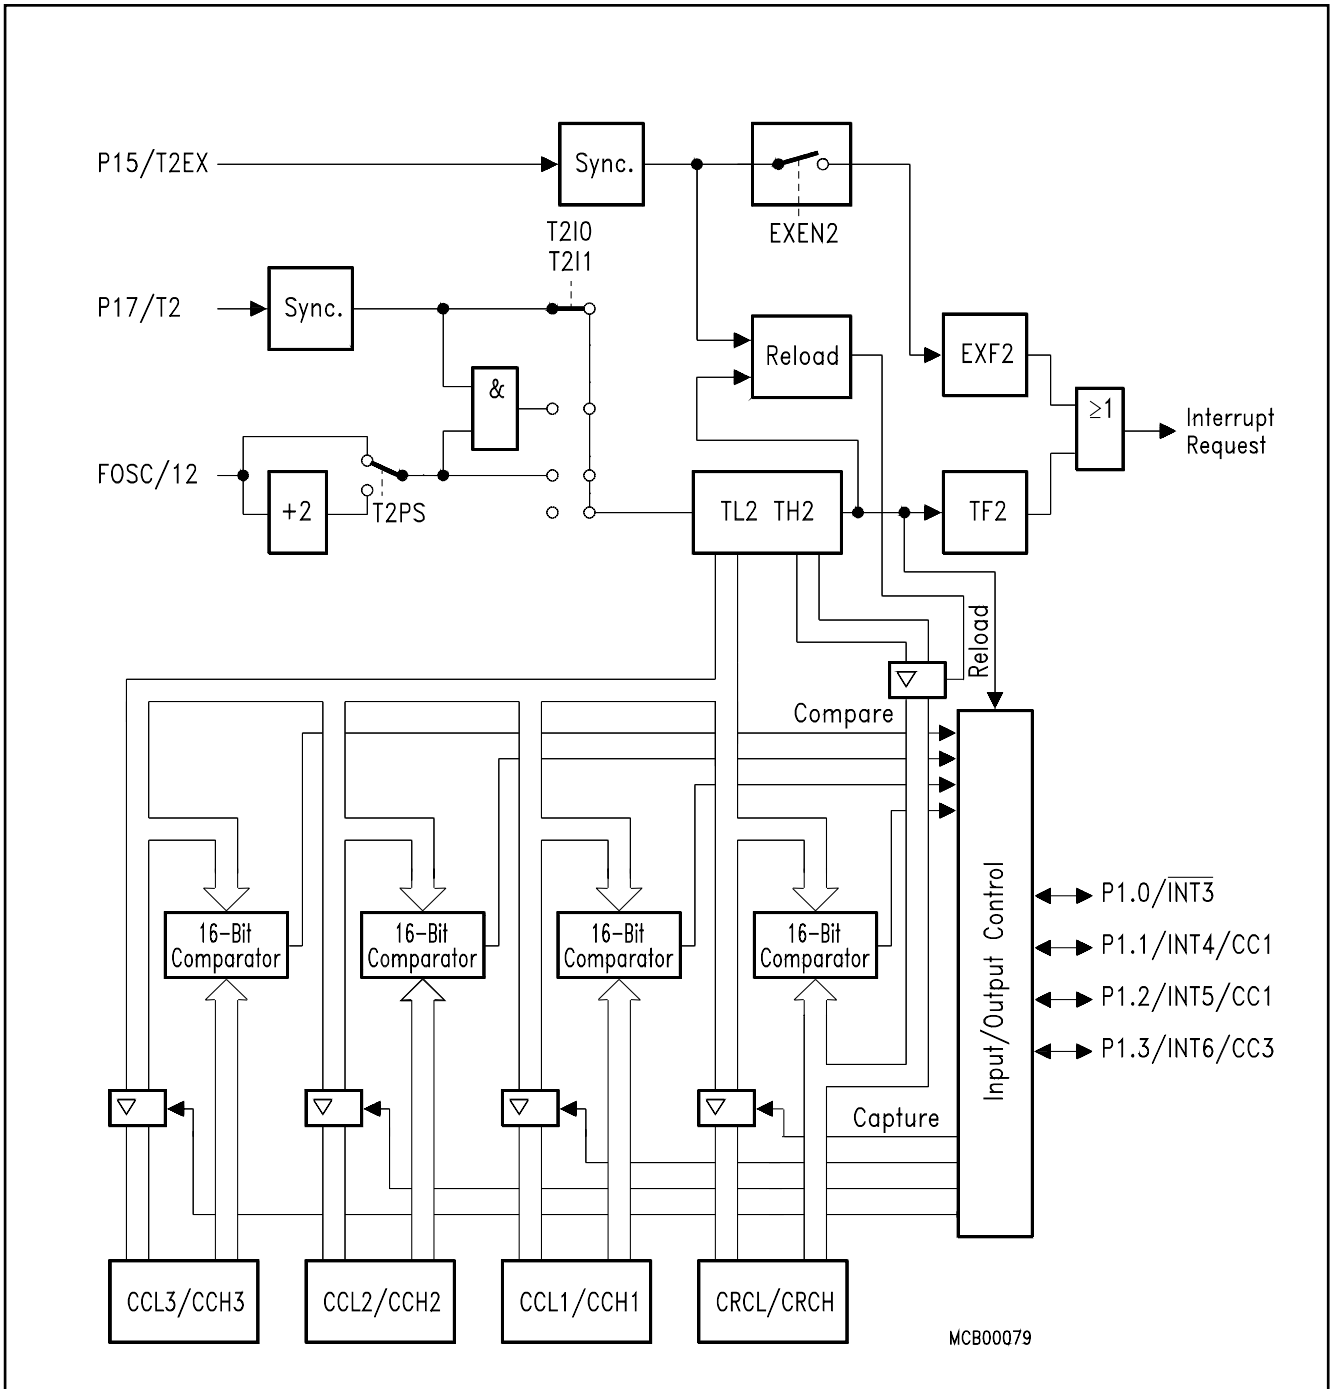 P15/T2EX
Sync.
EXEN2
T2I0
T2I1
P17/T2
Sync.
Reload
EXF2
&
≥1
Interrupt
Request
FOSC/12
+2
T2PS
TL2 TH2
TF2
Reload
Compare
16-Bit
Comparator
16-Bit
Comparator
16-Bit
Comparator
16-Bit
Comparator
Input/Output Control
P1.0/INT3
P1.1/INT4/CC1
P1.2/INT5/CC1
P1.3/INT6/CC3
Capture
CCL3/CCH3
CCL2/CCH2
CCL1/CCH1
CRCL/CRCH
MCB00079